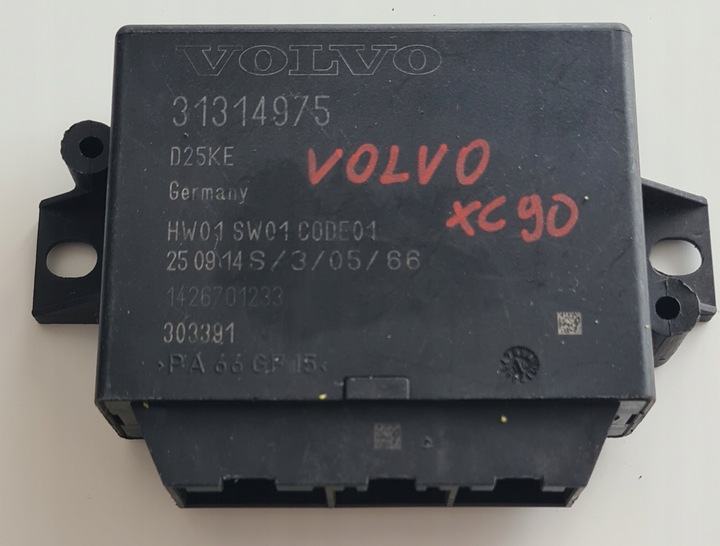 VOLVO
31314975
D25KE
Germany
VOLVO
XC90
HW01 SW01 CODE01
25 09 14 S/3/05/66
1426701233
303391
>PA 66 GF 15<